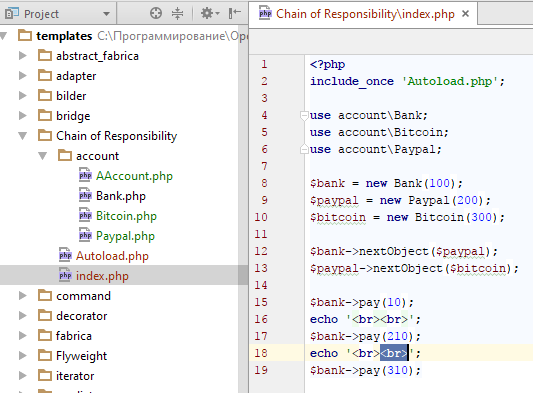 Project
Chain of Responsibility\index.php
templates C:\Программирование\Ope
abstract_fabrica
adapter
bilder
bridge
Chain of Responsibility
account
AAccount.php
Bank.php
Bitcoin.php
Paypal.php
Autoload.php
index.php
command
decorator
fabrica
Flyweight
iterator
1 <?php
2 include_once 'Autoload.php';
3
4 use account\Bank;
5 use account\Bitcoin;
6 use account\Paypal;
7
8 $bank = new Bank(100);
9 $paypal = new Paypal(200);
10 $bitcoin = new Bitcoin(300);
11
12 $bank->nextObject($paypal);
13 $paypal->nextObject($bitcoin);
14
15 $bank->pay(10);
16 echo '<br><br>';
17 $bank->pay(210);
18 echo '<br><br>';
19 $bank->pay(310);